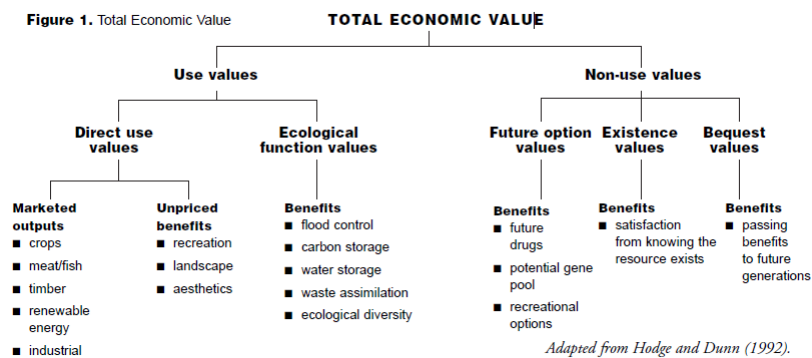 Figure 1. Total Economic Value
TOTAL ECONOMIC VALUE
Use values
Non-use values
Direct use
values
Ecological
function values
Future option
values
Existence
values
Bequest
values
Marketed
outputs
■ crops
■ meat/fish
■ timber
■ renewable
energy
■ industrial
Unpriced
benefits
■ recreation
■ landscape
■ aesthetics
Benefits
■ flood control
■ carbon storage
■ water storage
■ waste assimilation
■ ecological diversity
Benefits
■ future
drugs
■ potential gene
pool
■ recreational
options
Benefits
■ satisfaction
from knowing the
resource exists
Benefits
■ passing
benefits
to future
generations
Adapted from Hodge and Dunn (1992).